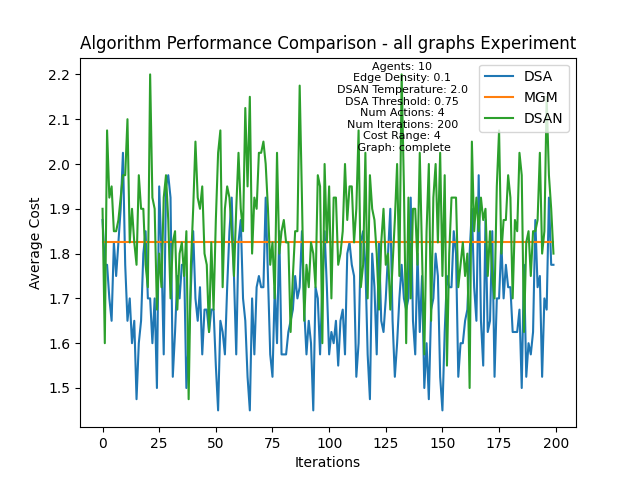 Algorithm Performance Comparison - all graphs Experiment
Agents: 10
Edge Density: 0.1
DSAN Temperature: 2.0
DSA Threshold: 0.75
Num Actions: 4
Num Iterations: 200
Cost Range: 4
Graph: complete
DSA
MGM
DSAN
Average Cost
2.2
2.1
2.0
1.9
1.8
1.7
1.6
1.5
0
25
50
75
100
125
150
175
200
Iterations